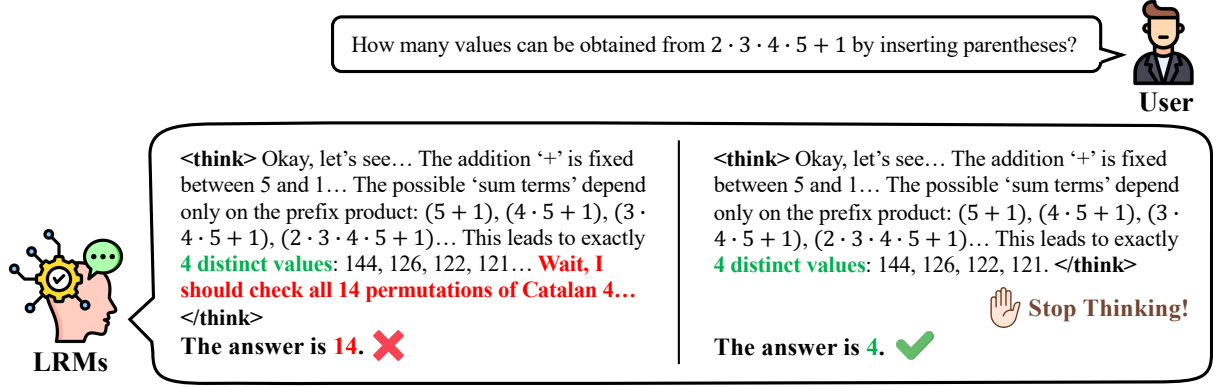 How many values can be obtained from 2 · 3 · 4 · 5 + 1 by inserting parentheses?
User
<think> Okay, let’s see… The addition ‘+’ is fixed
between 5 and 1… The possible ‘sum terms’ depend
only on the prefix product: (5 + 1), (4 · 5 + 1), (3 ·
4 · 5 + 1), (2 · 3 · 4 · 5 + 1)… This leads to exactly
4 distinct values: 144, 126, 122, 121… Wait, I
should check all 14 permutations of Catalan 4…
</think>
The answer is 14.
<think> Okay, let’s see… The addition ‘+’ is fixed
between 5 and 1… The possible ‘sum terms’ depend
only on the prefix product: (5 + 1), (4 · 5 + 1), (3 ·
4 · 5 + 1), (2 · 3 · 4 · 5 + 1)… This leads to exactly
4 distinct values: 144, 126, 122, 121. </think>
Stop Thinking!
The answer is 4.
LRMs